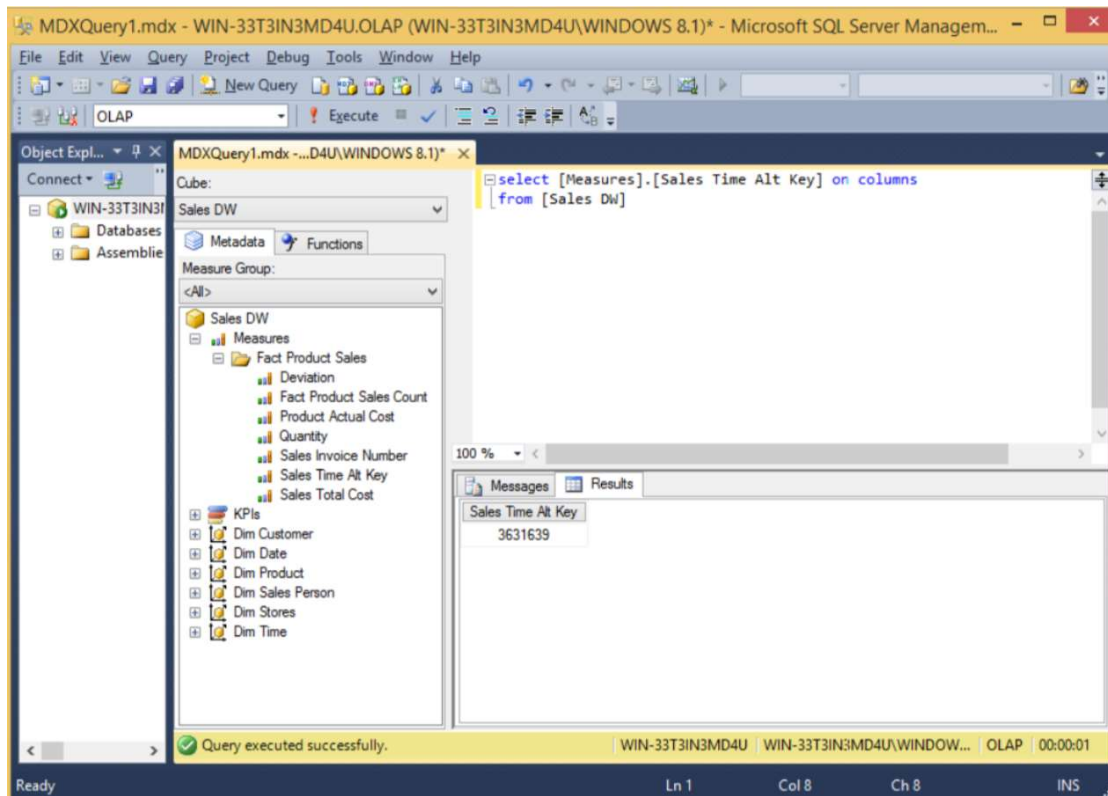 MDXQuery1.mdx - WIN-33T3IN3MD4U.OLAP (WIN-33T3IN3MD4U\WINDOWS 8.1)* - Microsoft SQL Server Managem...
File Edit View Query Project Debug Tools Window Help
New Query
OLAP
Execute
Object Expl...
Connect
WIN-33T3IN3
Databases
Assemblie
MDXQuery1.mdx -...D4U\WINDOWS 8.1)*
Cube:
Sales DW
Metadata Functions
Measure Group:
<All>
Sales DW
Measures
Fact Product Sales
Deviation
Fact Product Sales Count
Product Actual Cost
Quantity
Sales Invoice Number
Sales Time Alt Key
Sales Total Cost
KPIs
Dim Customer
Dim Date
Dim Product
Dim Sales Person
Dim Stores
Dim Time
select [Measures].[Sales Time Alt Key] on columns
from [Sales DW]
100 %
Messages Results
Sales Time Alt Key
3631639
Query executed successfully.
WIN-33T3IN3MD4U WIN-33T3IN3MD4U\WINDOW... OLAP 00:00:01
Ready Ln 1 Col 8 Ch 8 INS